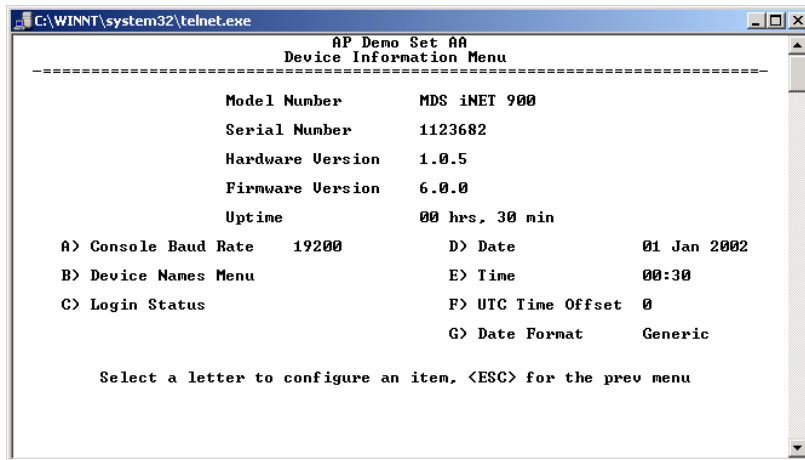 C:\WINNT\system32\telnet.exe
AP Demo Set AA
Device Information Menu
Model Number MDS iNET 900
Serial Number 1123682
Hardware Version 1.0.5
Firmware Version 6.0.0
Uptime 00 hrs, 30 min
A) Console Baud Rate 19200 D) Date 01 Jan 2002
B) Device Names Menu E) Time 00:30
C) Login Status F) UTC Time Offset 0
G) Date Format Generic
Select a letter to configure an item, <ESC> for the prev menu